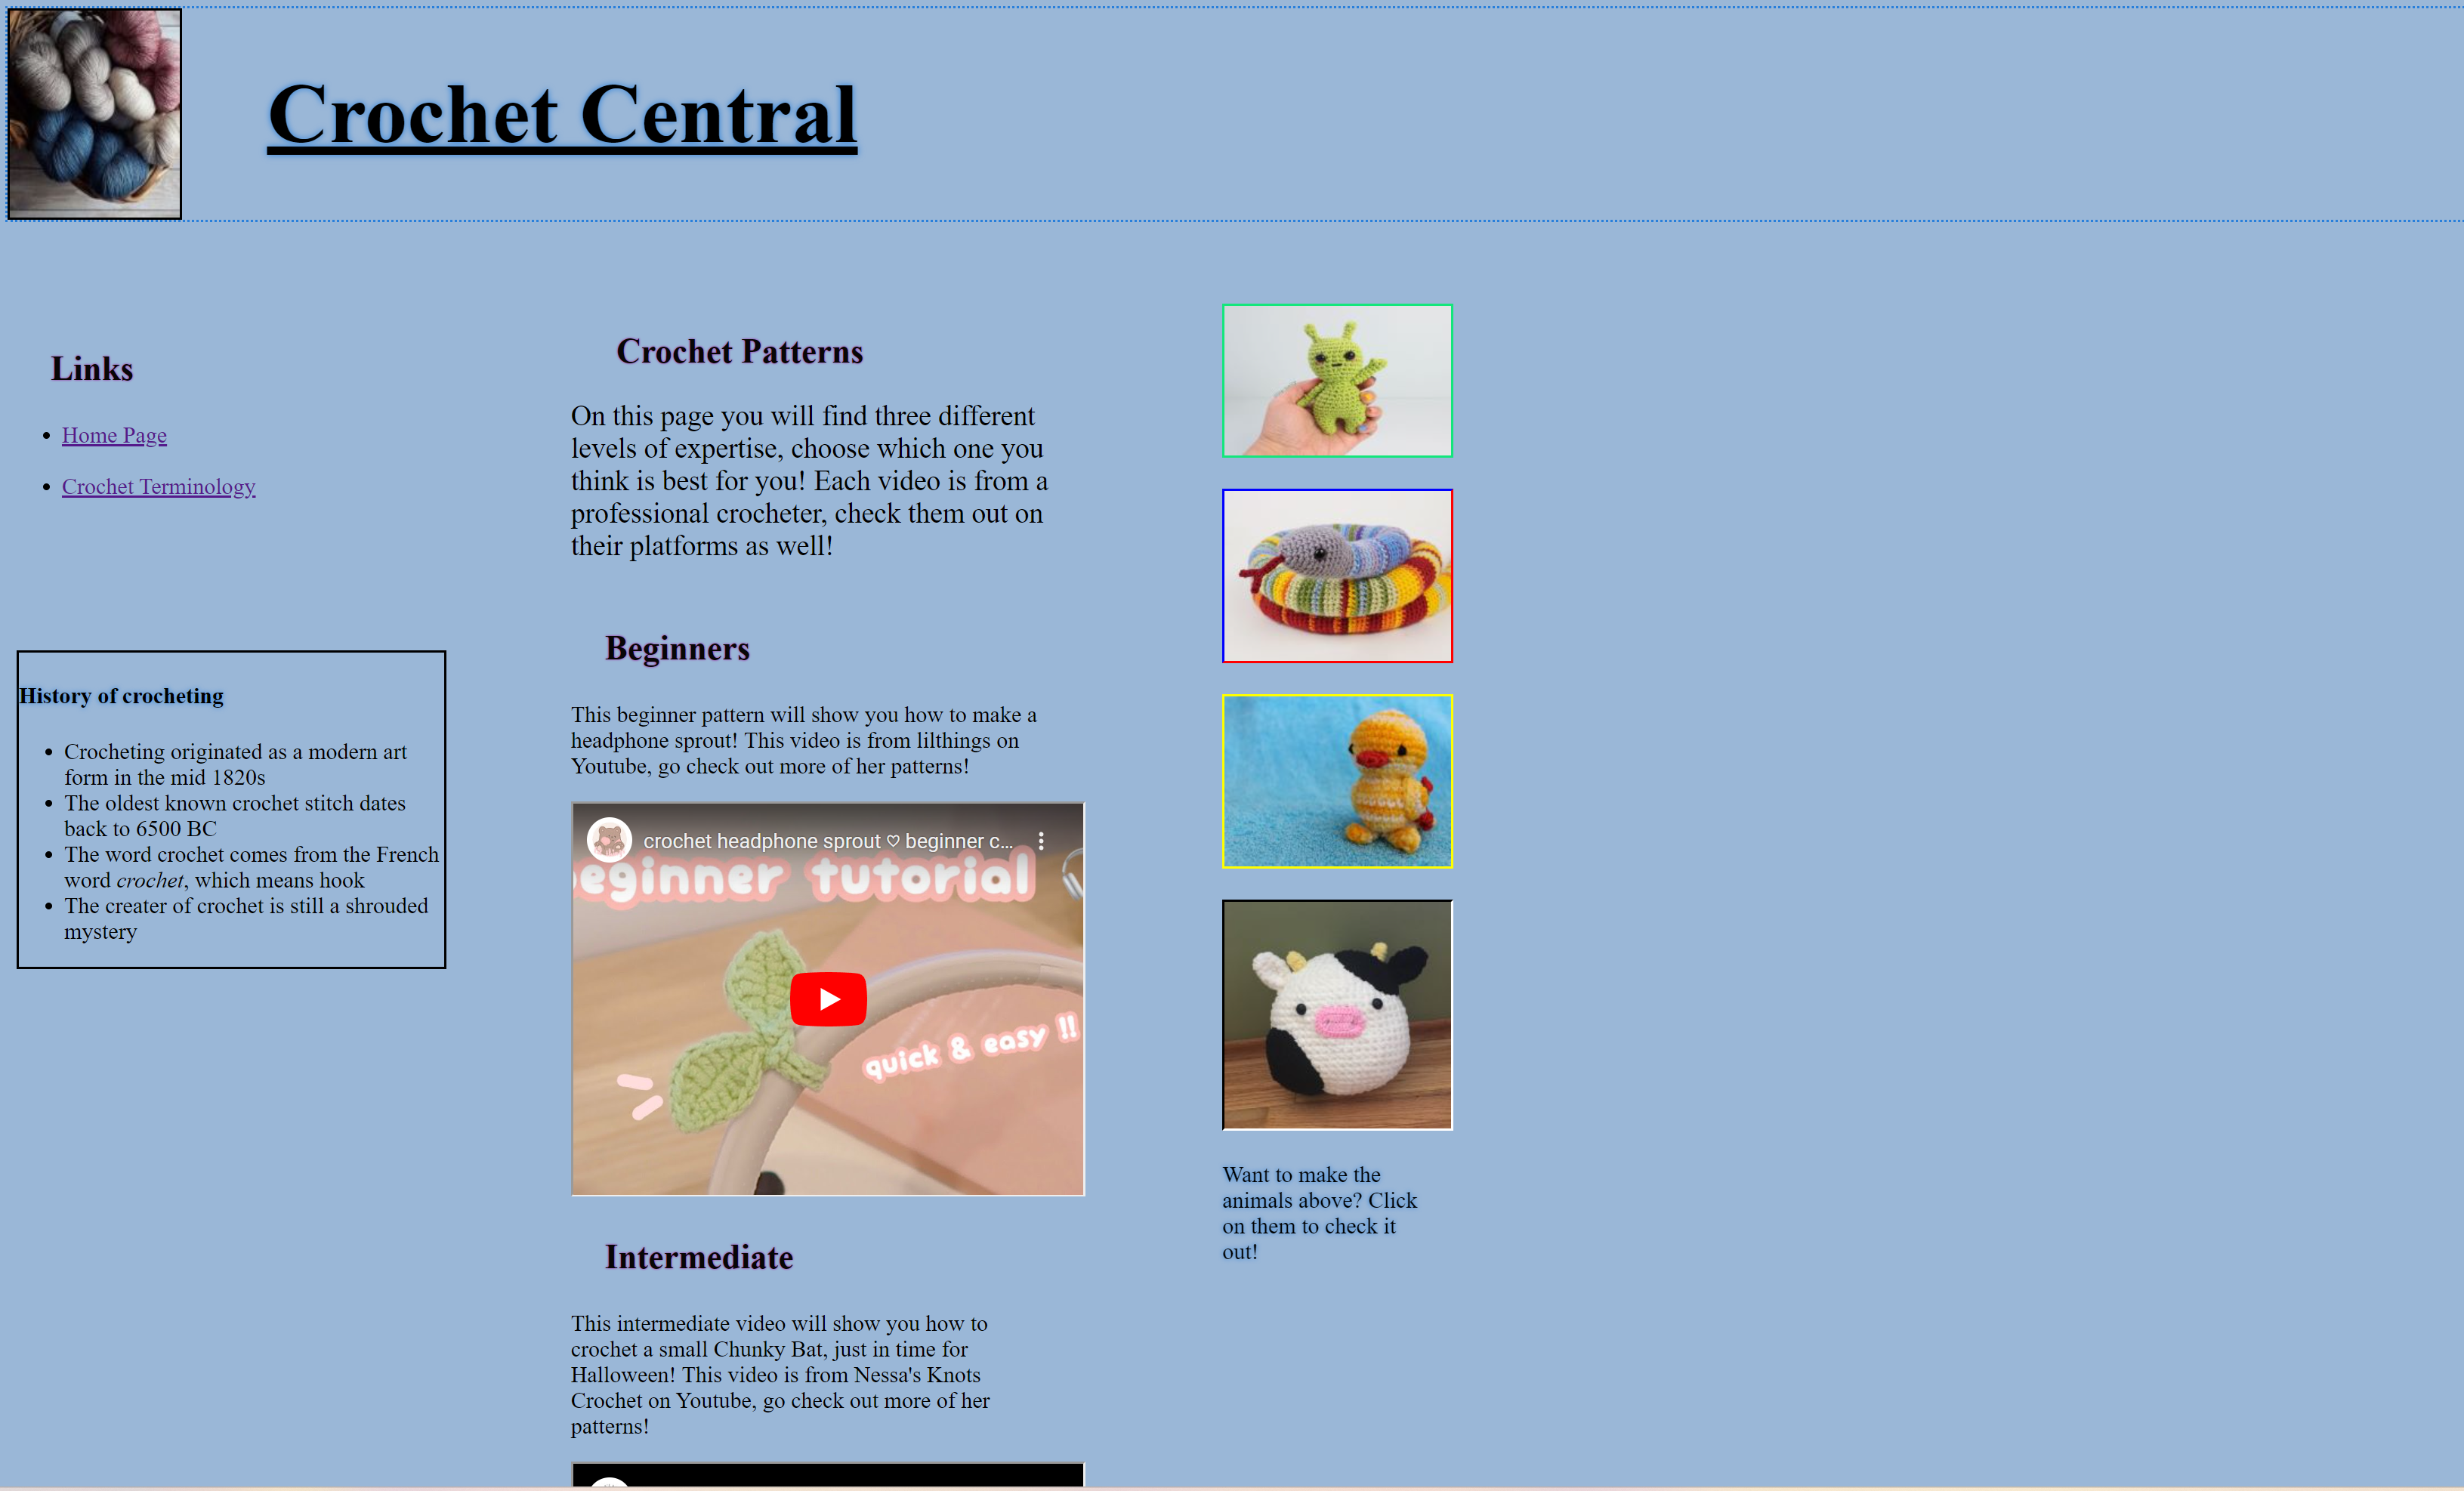 Crochet Central
Links
Home Page
Crochet Terminology
History of crocheting
Crocheting originated as a modern art
form in the mid 1820s
The oldest known crochet stitch dates
back to 6500 BC
The word crochet comes from the French
word crochet, which means hook
The creater of crochet is still a shrouded
mystery
Crochet Patterns
On this page you will find three different
levels of expertise, choose which one you
think is best for you! Each video is from a
professional crocheter, check them out on
their platforms as well!
Beginners
This beginner pattern will show you how to make a
headphone sprout! This video is from lilthings on
Youtube, go check out more of her patterns!
crochet headphone sprout ♡ beginner c...
eginner tutorial
quick & easy !!
Intermediate
This intermediate video will show you how to
crochet a small Chunky Bat, just in time for
Halloween! This video is from Nessa's Knots
Crochet on Youtube, go check out more of her
patterns!
Want to make the
animals above? Click
on them to check it
out!